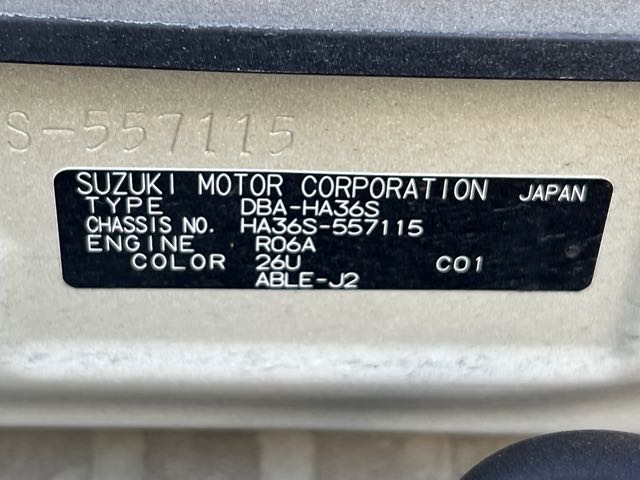 S-557115
SUZUKI MOTOR CORPORATION JAPAN
TYPE DBA-HA36S
CHASSIS NO. HA36S-557115
ENGINE R06A
COLOR 26U C01
ABLE-J2